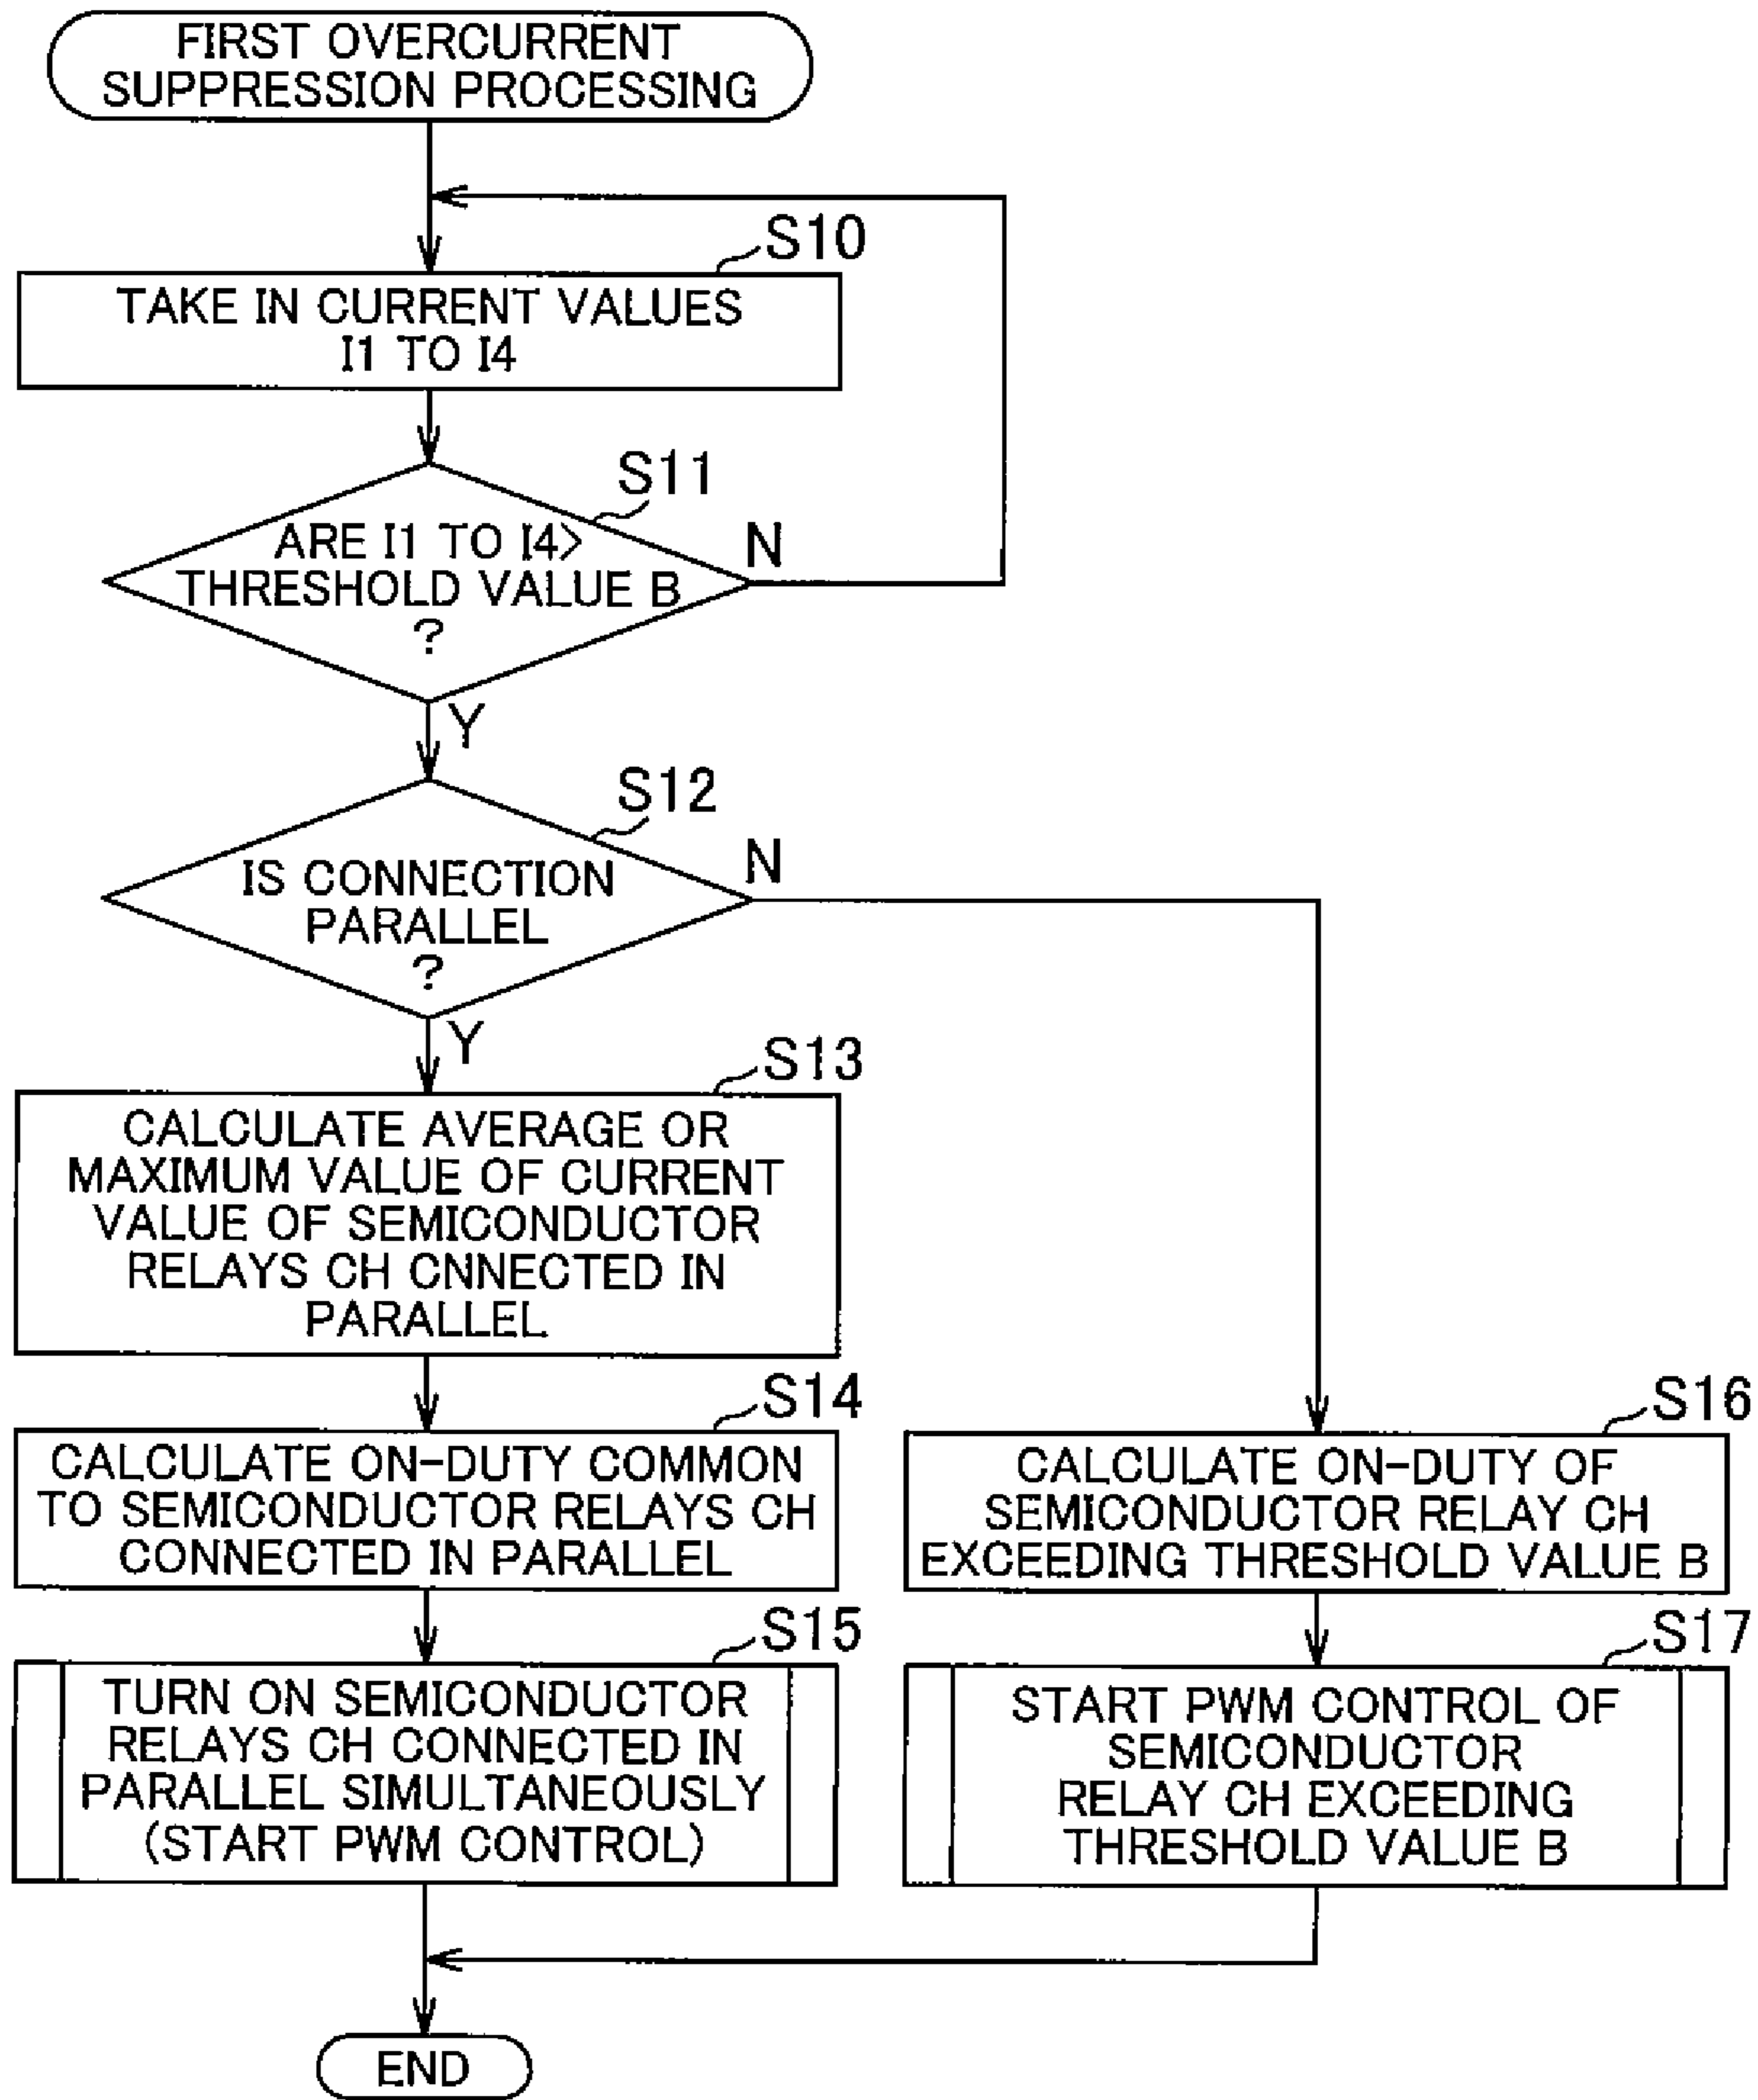 FIRST OVERCURRENT
SUPPRESSION PROCESSING
S10
TAKE IN CURRENT VALUES
I1 TO I4
S11
ARE I1 TO I4>
THRESHOLD VALUE B
?
N
Y
S12
IS CONNECTION
PARALLEL
?
N
Y
S13
CALCULATE AVERAGE OR
MAXIMUM VALUE OF CURRENT
VALUE OF SEMICONDUCTOR
RELAYS CH CNNECTED IN
PARALLEL
S14
CALCULATE ON-DUTY COMMON
TO SEMICONDUCTOR RELAYS CH
CONNECTED IN PARALLEL
S15
TURN ON SEMICONDUCTOR
RELAYS CH CONNECTED IN
PARALLEL SIMULTANEOUSLY
(START PWM CONTROL)
S16
CALCULATE ON-DUTY OF
SEMICONDUCTOR RELAY CH
EXCEEDING THRESHOLD VALUE B
S17
START PWM CONTROL OF
SEMICONDUCTOR
RELAY CH EXCEEDING
THRESHOLD VALUE B
END